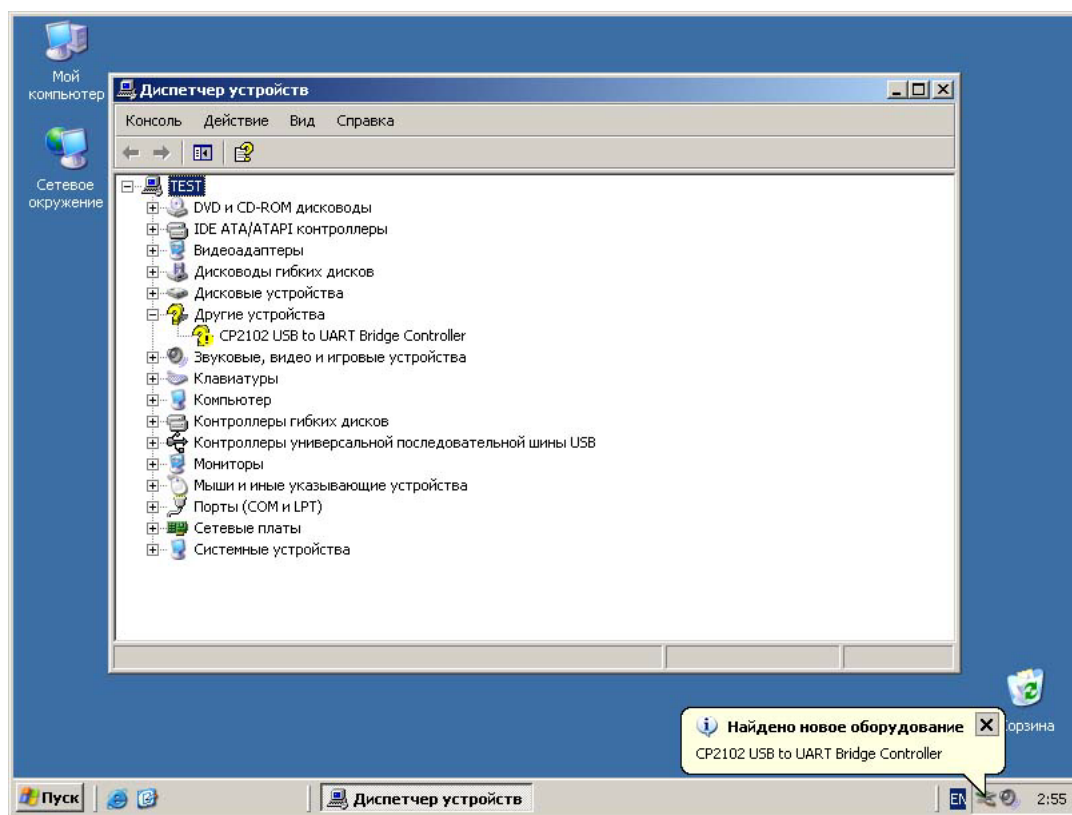 Мой
компьютер
Сетевое
окружение
Диспетчер устройств
Консоль Действие Вид Справка
TEST
DVD и CD-ROM дисководы
IDE ATA/ATAPI контроллеры
Видеоадаптеры
Дисководы гибких дисков
Дисковые устройства
Другие устройства
CP2102 USB to UART Bridge Controller
Звуковые, видео и игровые устройства
Клавиатуры
Компьютер
Контроллеры гибких дисков
Контроллеры универсальной последовательной шины USB
Мониторы
Мыши и иные указывающие устройства
Порты (COM и LPT)
Сетевые платы
Системные устройства
орзина
Найдено новое оборудование
CP2102 USB to UART Bridge Controller
Пуск
Диспетчер устройств
EN
2:55